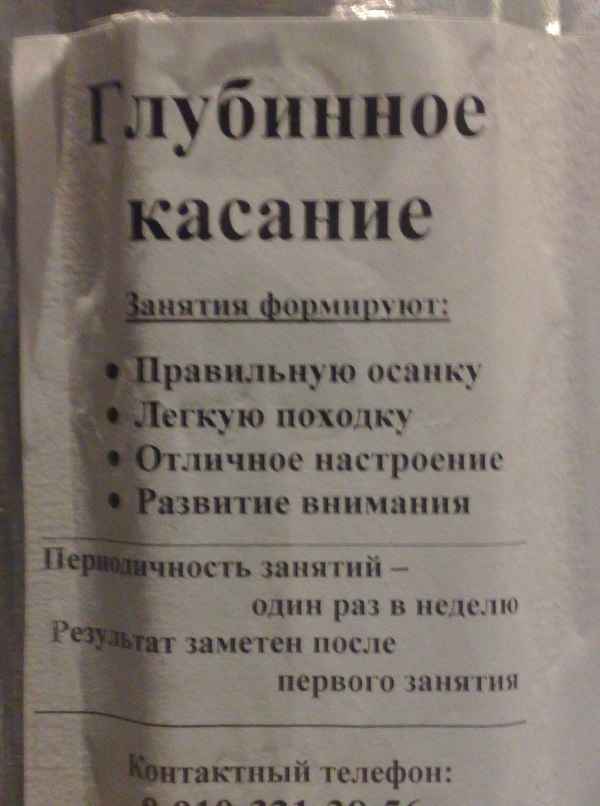 Глубинное
касание
Занятия формируют:
• Правильную осанку
• Легкую походку
• Отличное настроение
• Развитие внимания
Периодичность занятий –
один раз в неделю
Результат заметен после
первого занятия
Контактный телефон: